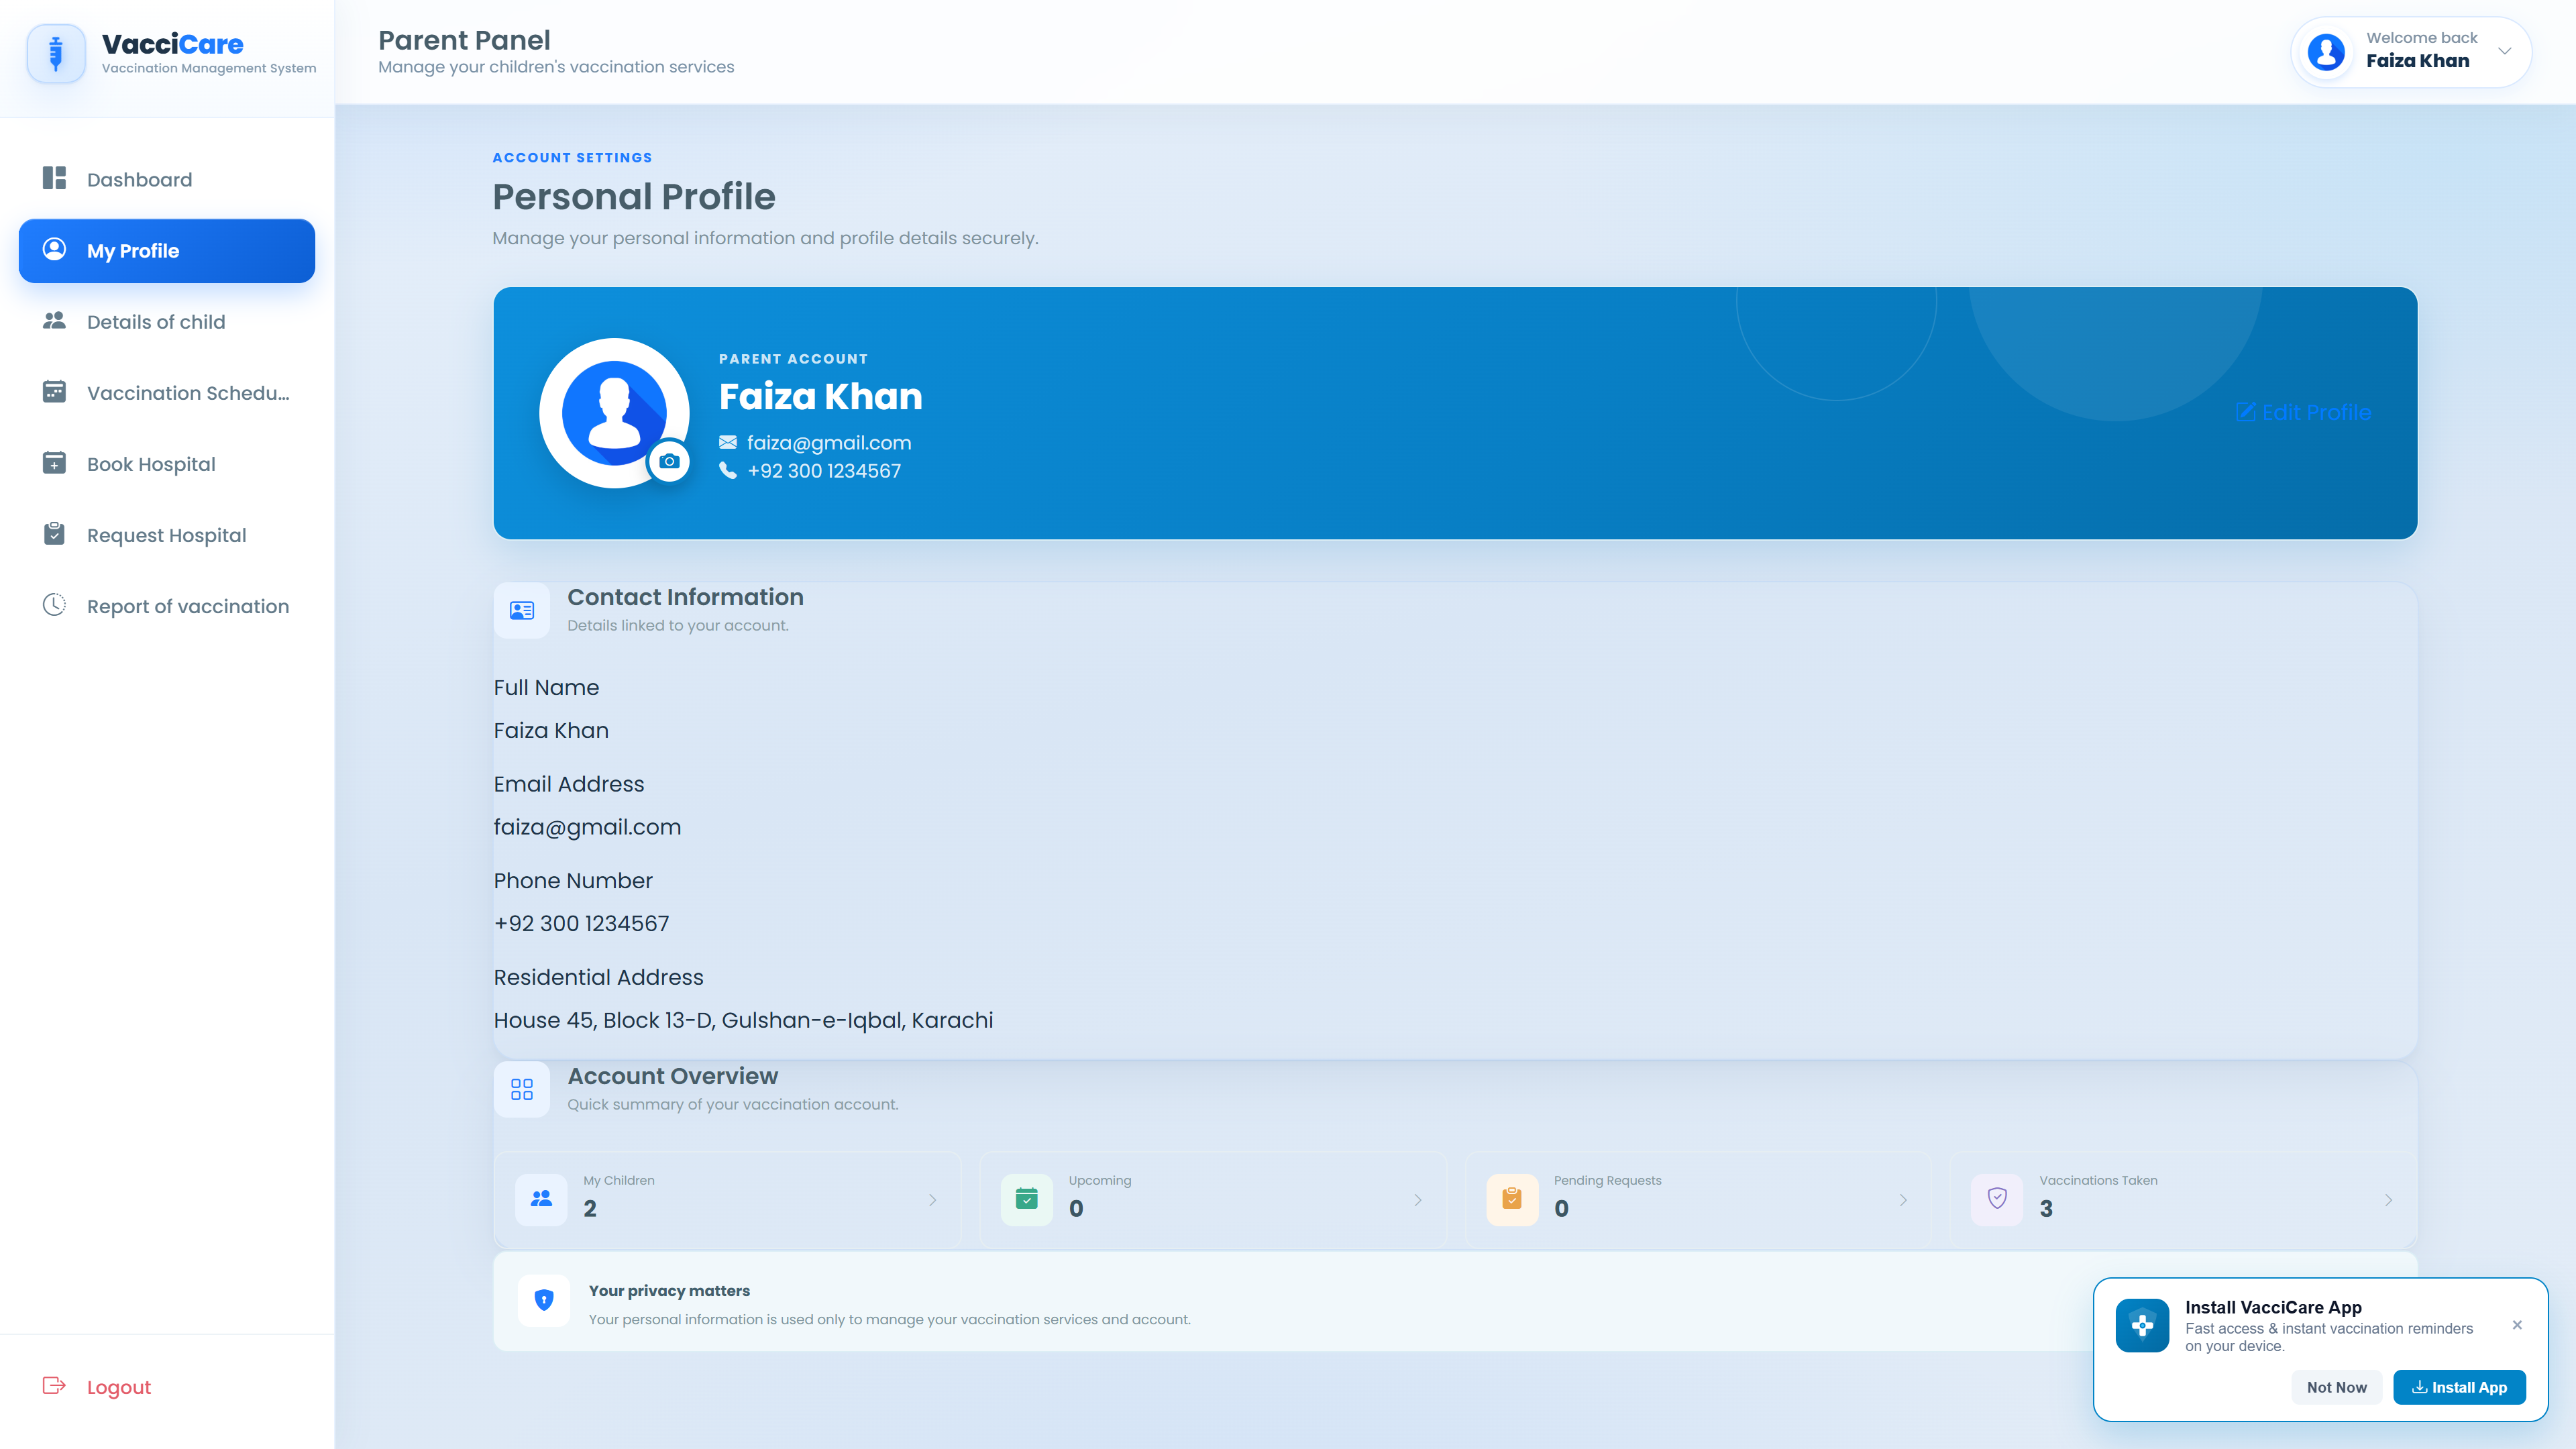 VacciCare
Vaccination Management System
Dashboard
My Profile
Details of child
Vaccination Schedu...
Book Hospital
Request Hospital
Report of vaccination
Logout
Parent Panel
Manage your children's vaccination services
Welcome back
Faiza Khan
ACCOUNT SETTINGS
Personal Profile
Manage your personal information and profile details securely.
PARENT ACCOUNT
Faiza Khan
faiza@gmail.com
+92 300 1234567
Edit Profile
Contact Information
Details linked to your account.
Full Name
Faiza Khan
Email Address
faiza@gmail.com
Phone Number
+92 300 1234567
Residential Address
House 45, Block 13-D, Gulshan-e-Iqbal, Karachi
Account Overview
Quick summary of your vaccination account.
My Children
2
Upcoming
0
Pending Requests
0
Vaccinations Taken
3
Your privacy matters
Your personal information is used only to manage your vaccination services and account.
Install VacciCare App
Fast access & instant vaccination reminders
on your device.
Not Now
Install App